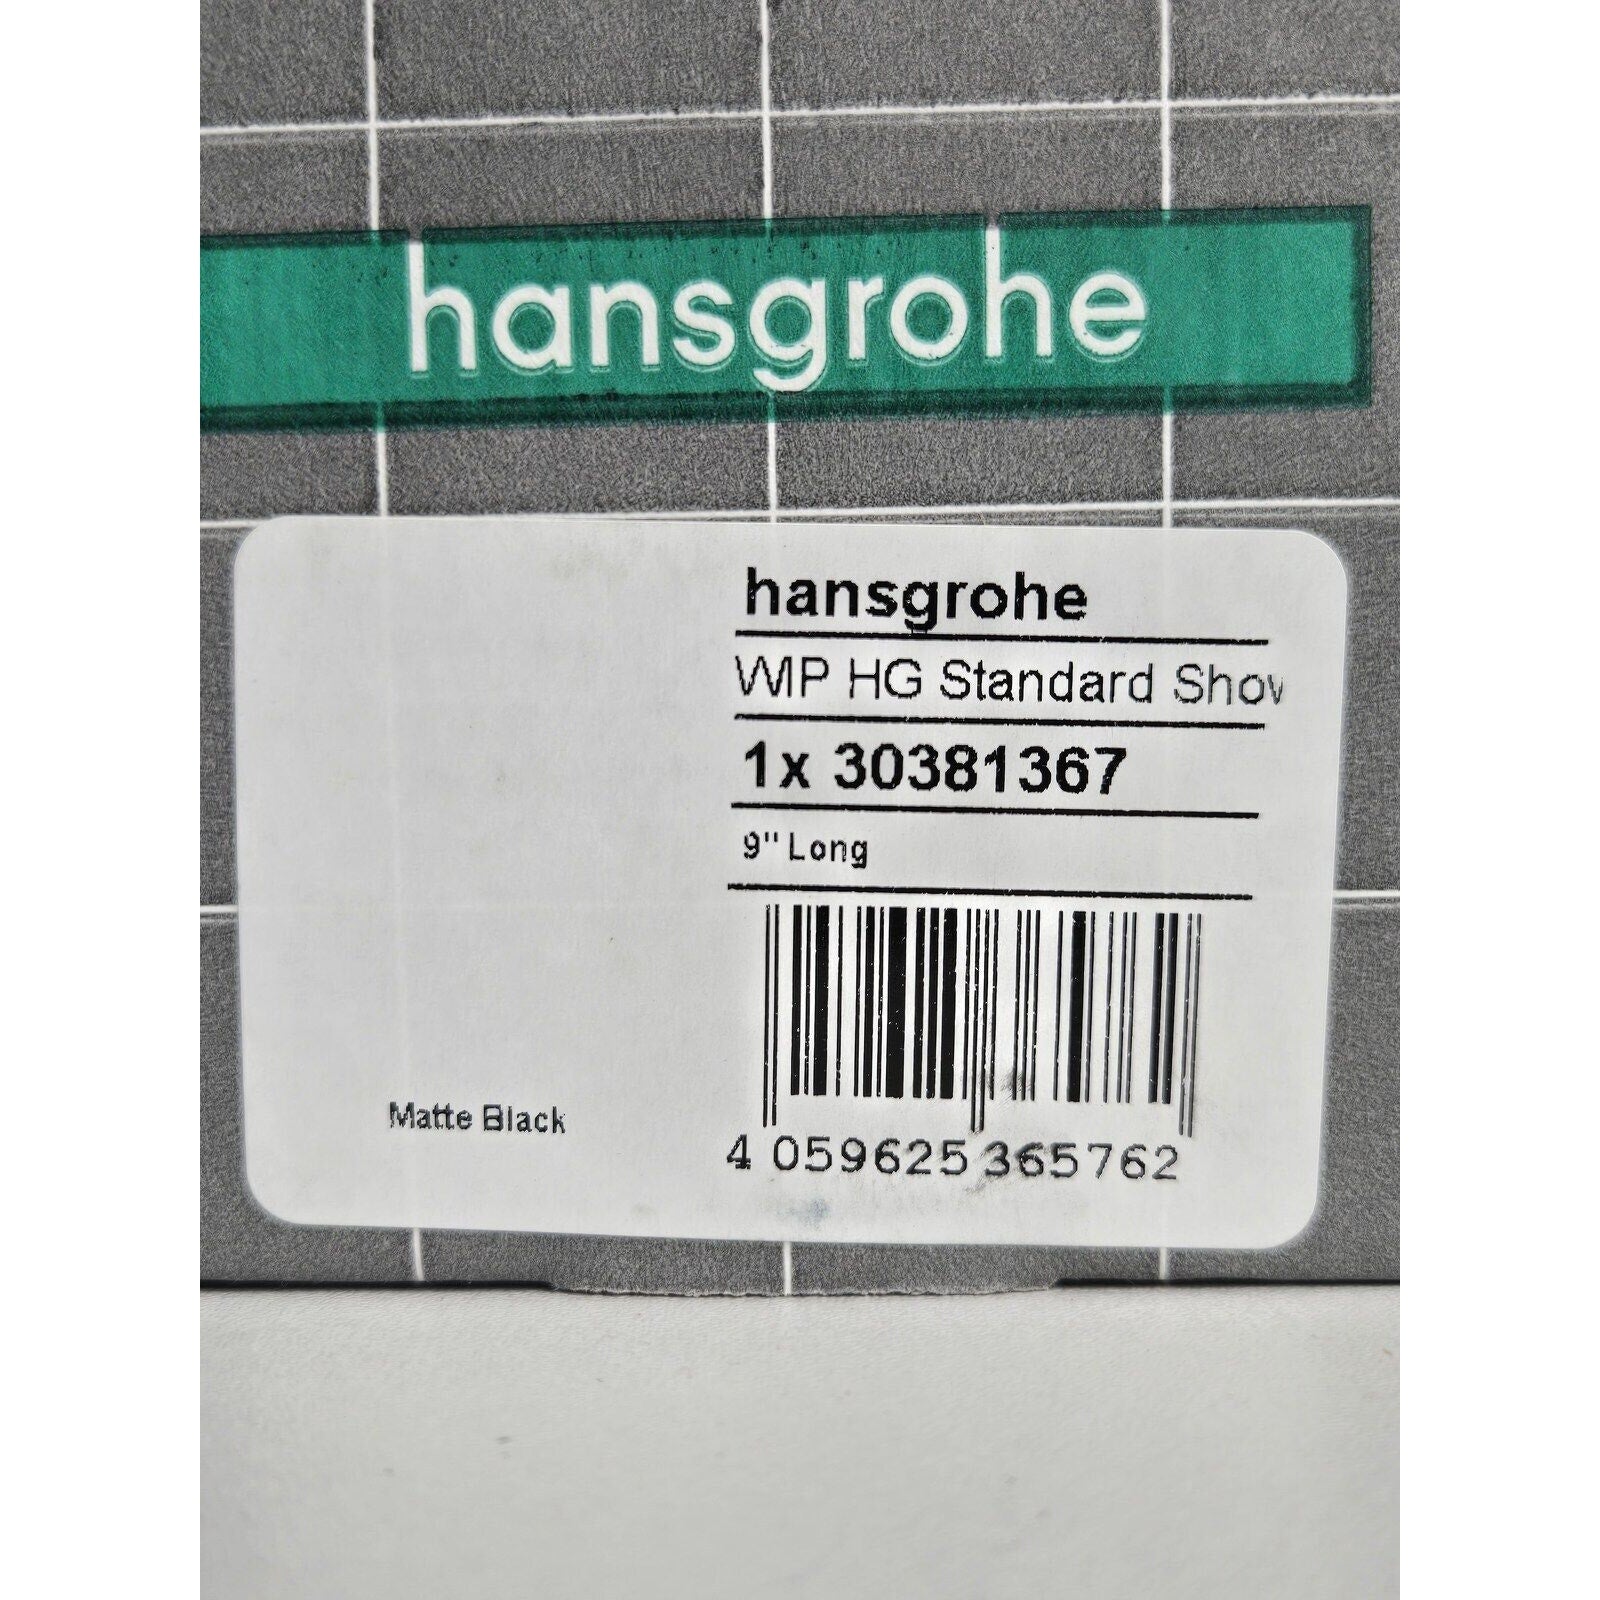 hansgrohe
hansgrohe
WIP HG Standard Show
1x 30381367
9" Long
Matte Black
4 059625 365762